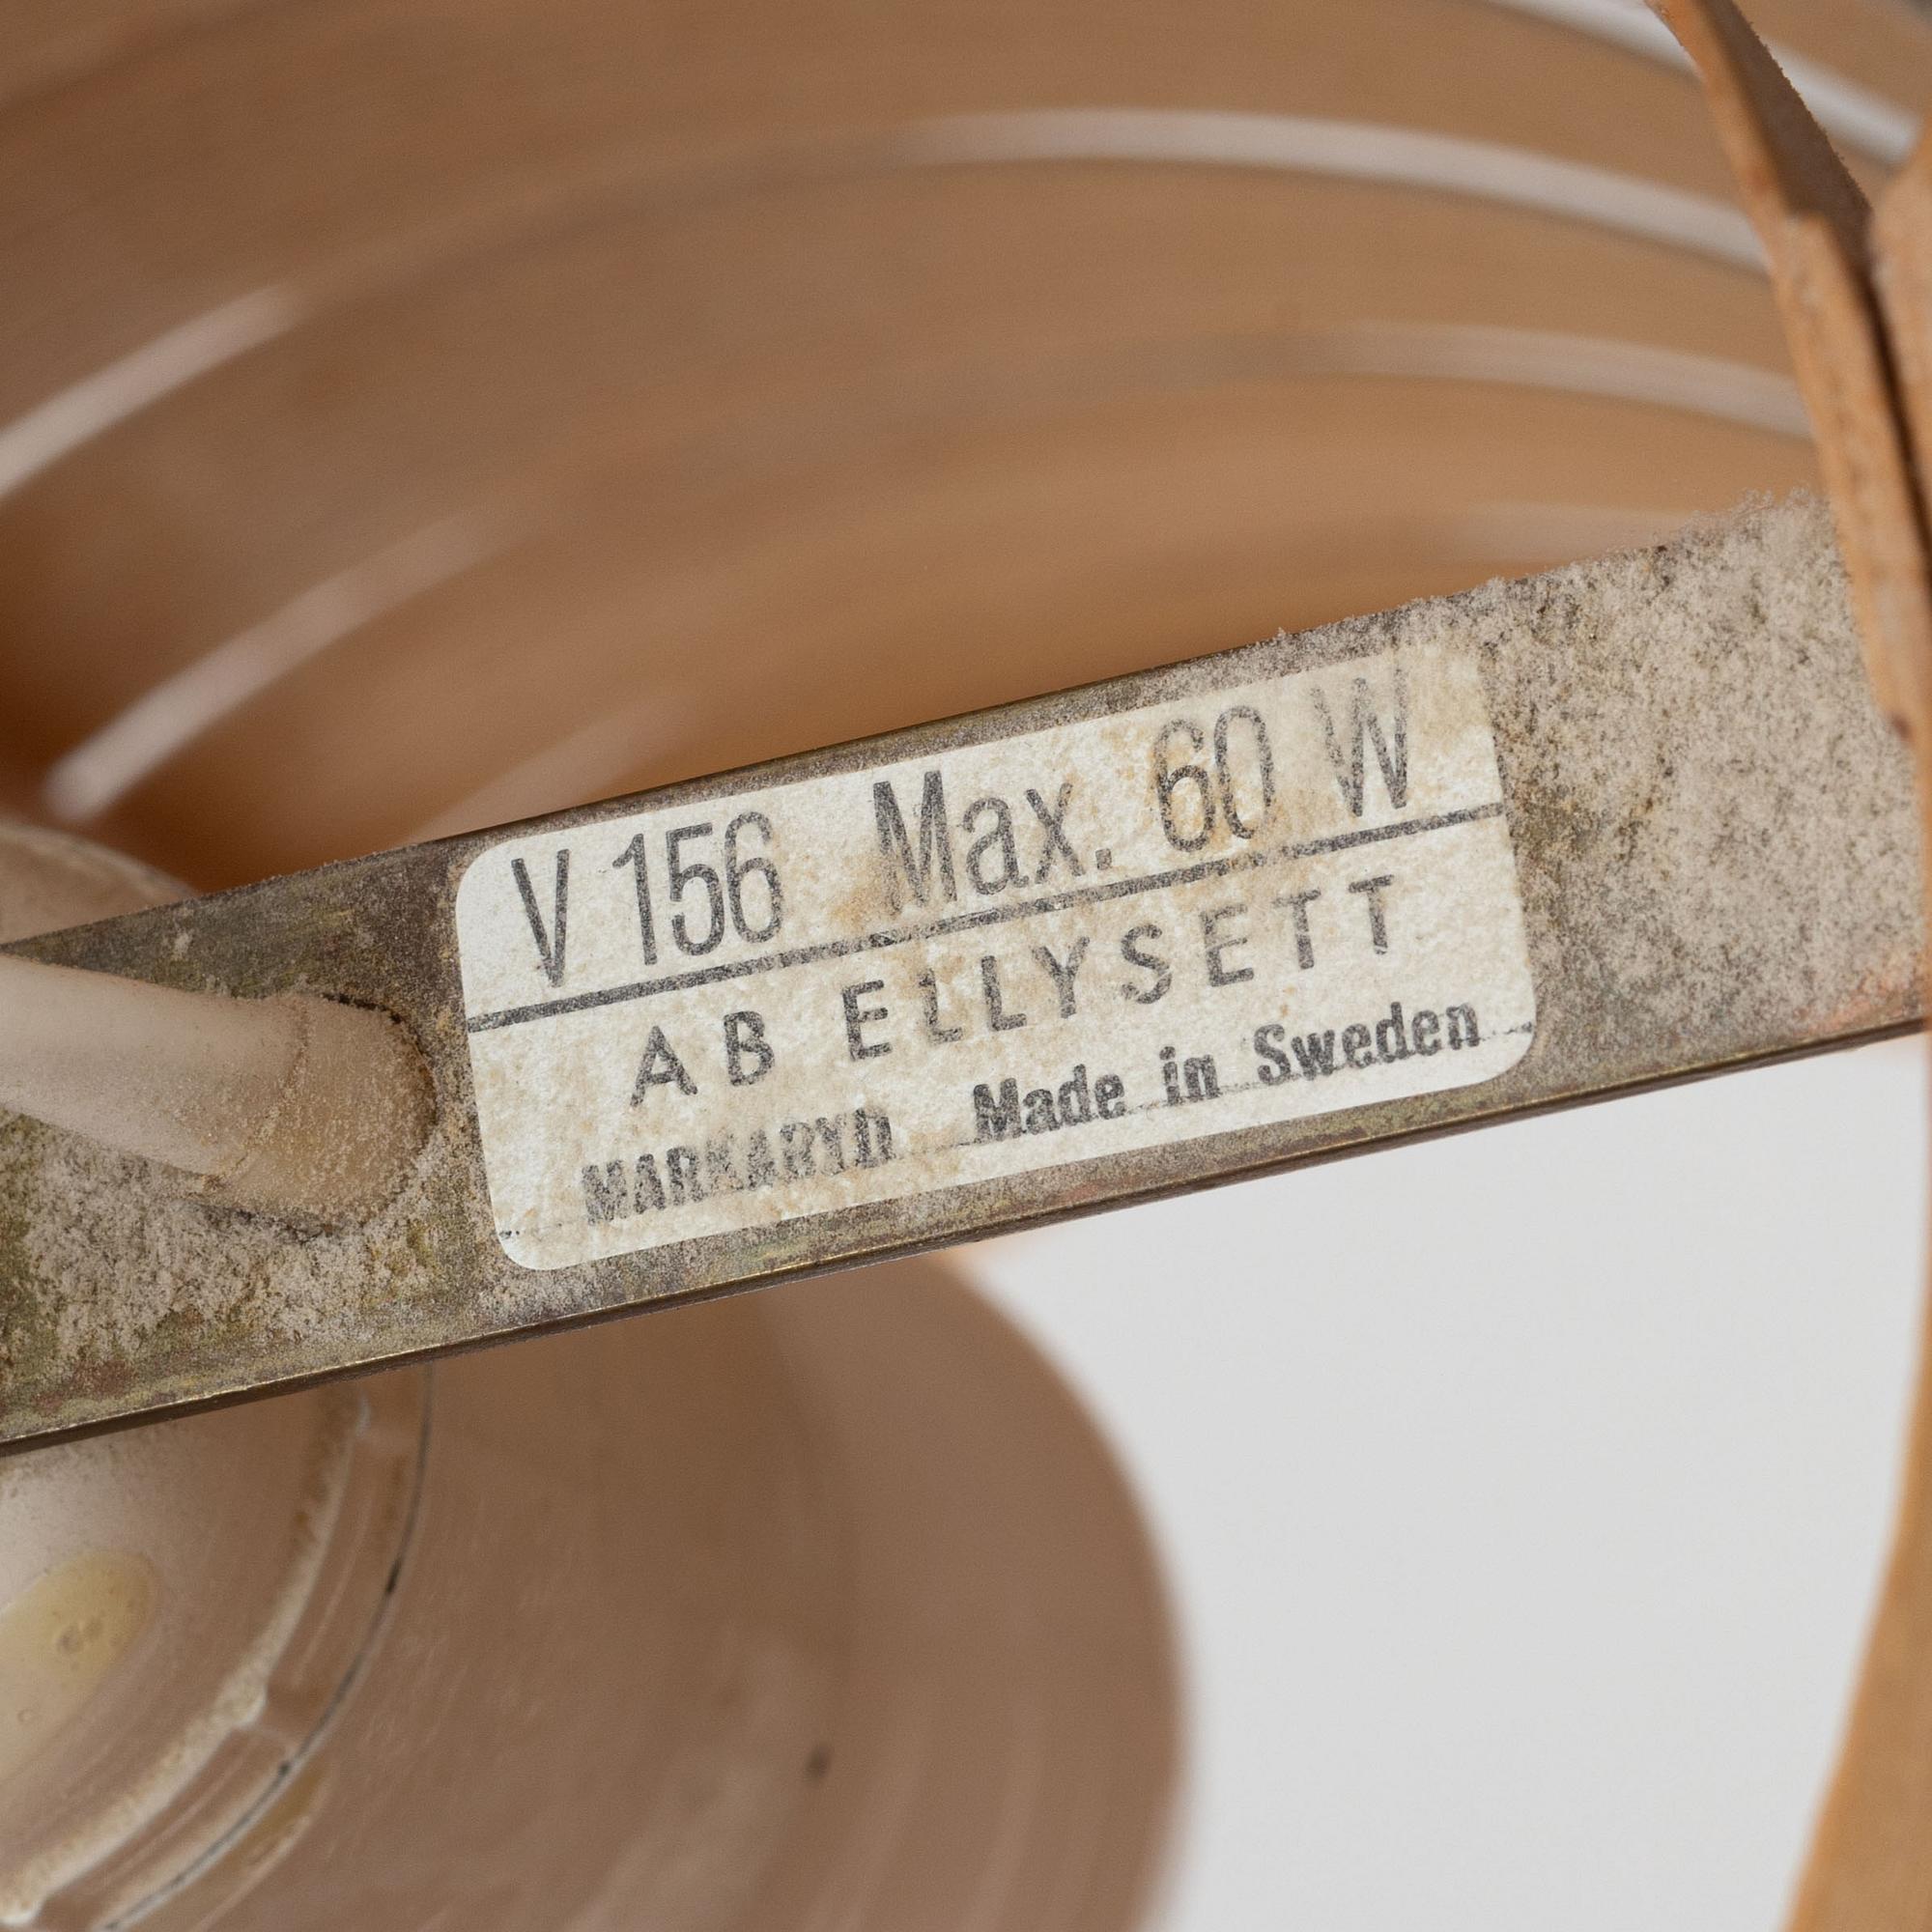 V 156 Max. 60 W
AB ELLYSETT
MARKARYD Made in Sweden